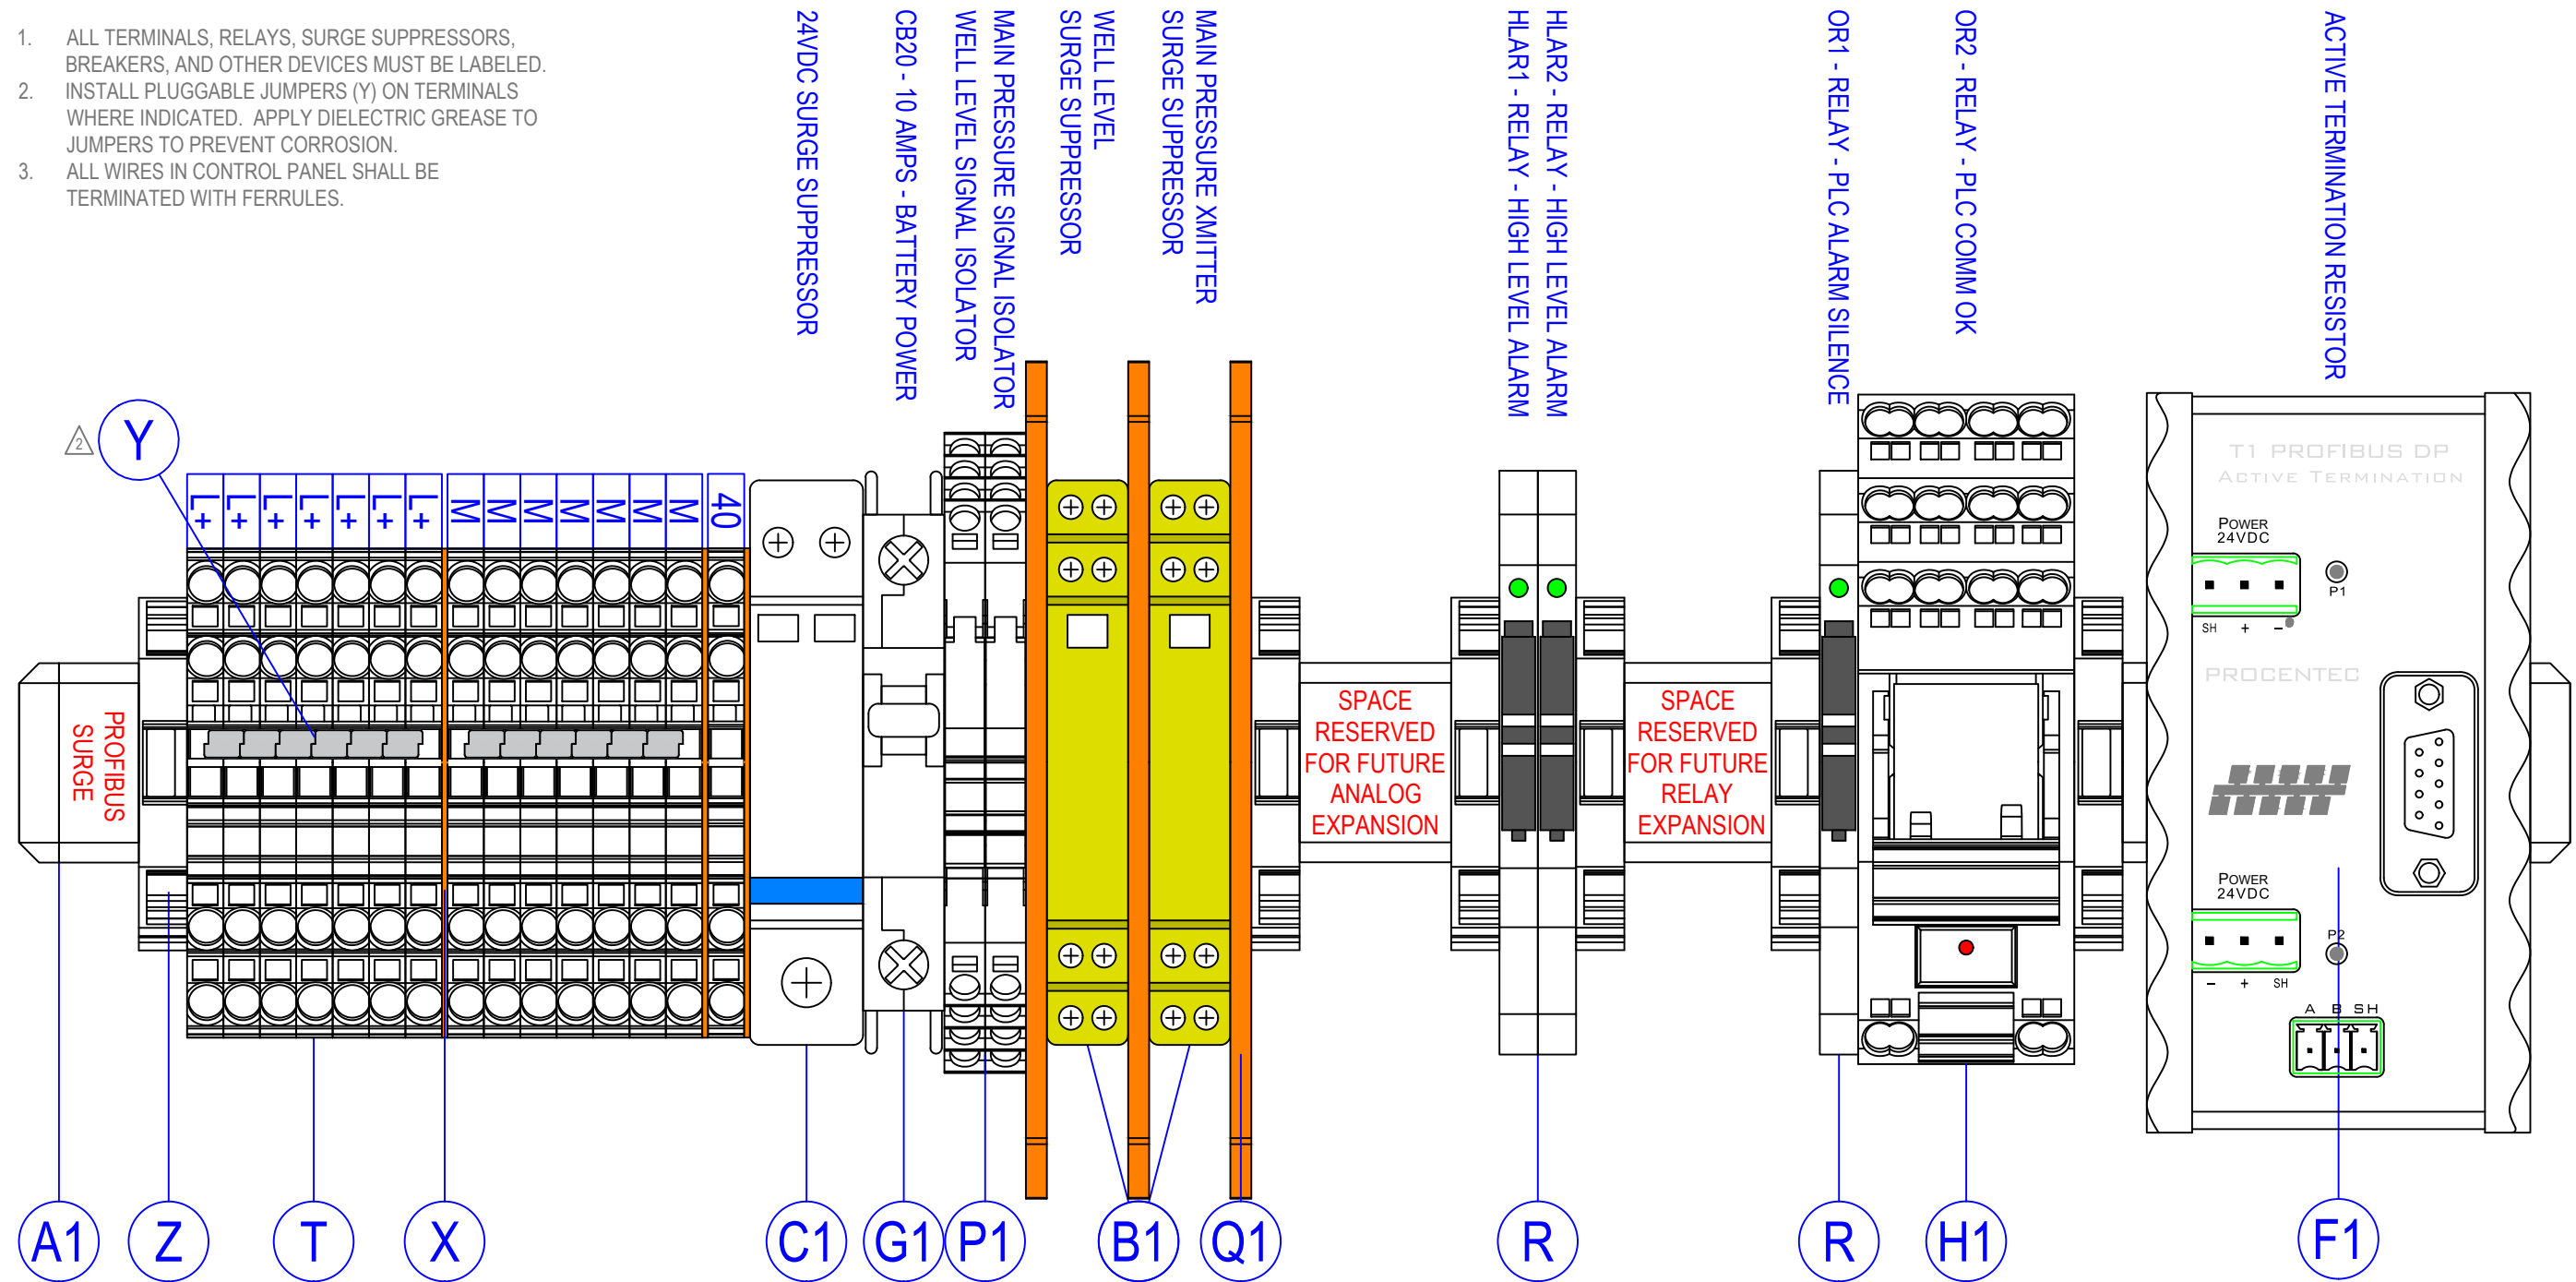 1. ALL TERMINALS, RELAYS, SURGE SUPPRESSORS,
BREAKERS, AND OTHER DEVICES MUST BE LABELED.
2. INSTALL PLUGGABLE JUMPERS (Y) ON TERMINALS
WHERE INDICATED. APPLY DIELECTRIC GREASE TO
JUMPERS TO PREVENT CORROSION.
3. ALL WIRES IN CONTROL PANEL SHALL BE
TERMINATED WITH FERRULES.
24VDC SURGE SUPPRESSOR
CB20 - 10 AMPS - BATTERY POWER
MAIN PRESSURE SIGNAL ISOLATOR
WELL LEVEL SIGNAL ISOLATOR
WELL LEVEL
SURGE SUPPRESSOR
MAIN PRESSURE XMITTER
SURGE SUPPRESSOR
HLAR2 - RELAY - HIGH LEVEL ALARM
HLAR1 - RELAY - HIGH LEVEL ALARM
OR1 - RELAY - PLC ALARM SILENCE
OR2 - RELAY - PLC COMM OK
ACTIVE TERMINATION RESISTOR
2
Y
L+
L+
L+
L+
L+
L+
L+
M
M
M
M
M
M
M
40
PROFIBUS
SURGE
SPACE
RESERVED
FOR FUTURE
ANALOG
EXPANSION
SPACE
RESERVED
FOR FUTURE
RELAY
EXPANSION
T1 PROFIBUS DP
ACTIVE TERMINATION
POWER
24VDC
P1
SH + -
PROCENTEC
POWER
24VDC
P2
- + SH
A B SH
A1
Z
T
X
C1
G1
P1
B1
Q1
R
R
H1
F1